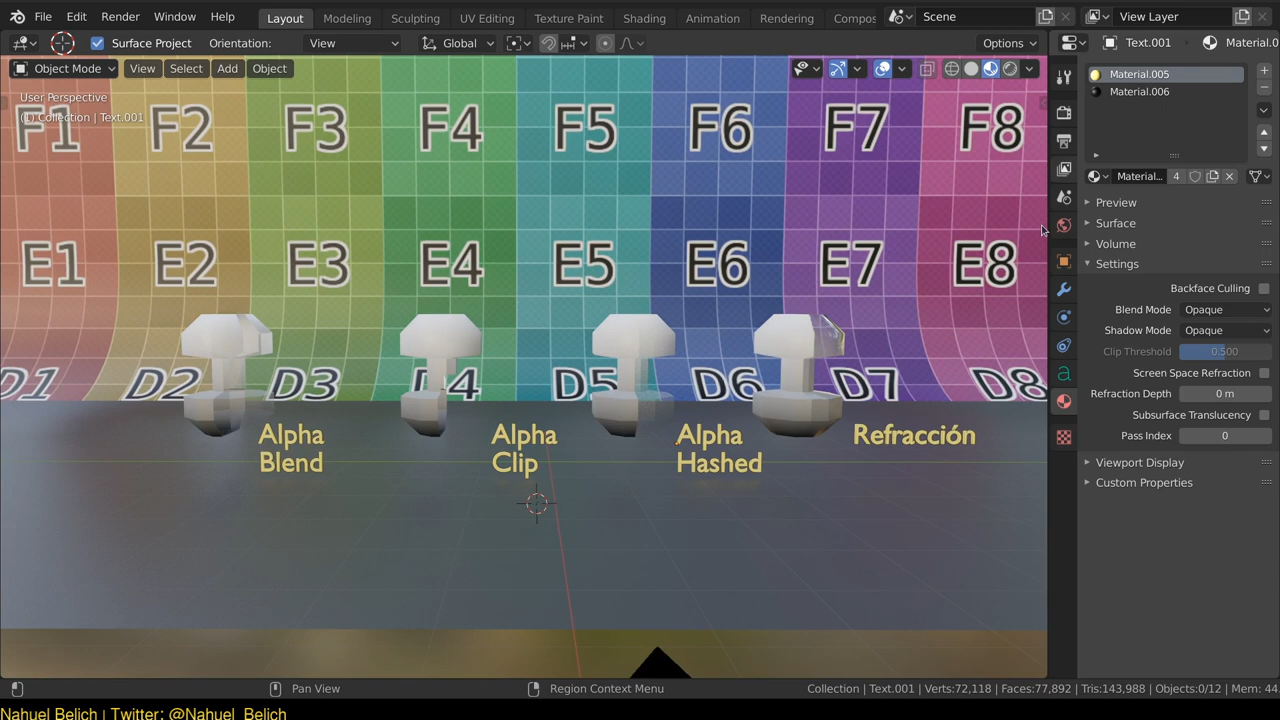 File Edit Render Window Help Layout Modeling Sculpting UV Editing Texture Paint Shading Animation Rendering Compos Scene View Layer
Surface Project Orientation: View Global Options Text.001 Material.0
Object Mode View Select Add Object
User Perspective
(1) Collection | Text.001
F1 F2 F3 F4 F5 F6 F7 F8
E1 E2 E3 E4 E5 E6 E7 E8
D1 D2 D3 D4 D5 D6 D7 D8
Alpha
Blend
Alpha
Clip
Alpha
Hashed
Refracción
Material.005
Material.006
Material... 4
Preview
Surface
Volume
Settings
Backface Culling
Blend Mode Opaque
Shadow Mode Opaque
Clip Threshold 0.500
Screen Space Refraction
Refraction Depth 0 m
Subsurface Translucency
Pass Index 0
Viewport Display
Custom Properties
Pan View Region Context Menu Collection | Text.001 | Verts:72,118 | Faces:77,892 | Tris:143,988 | Objects:0/12 | Mem: 44.
Nahuel Belich | Twitter: @Nahuel_Belich